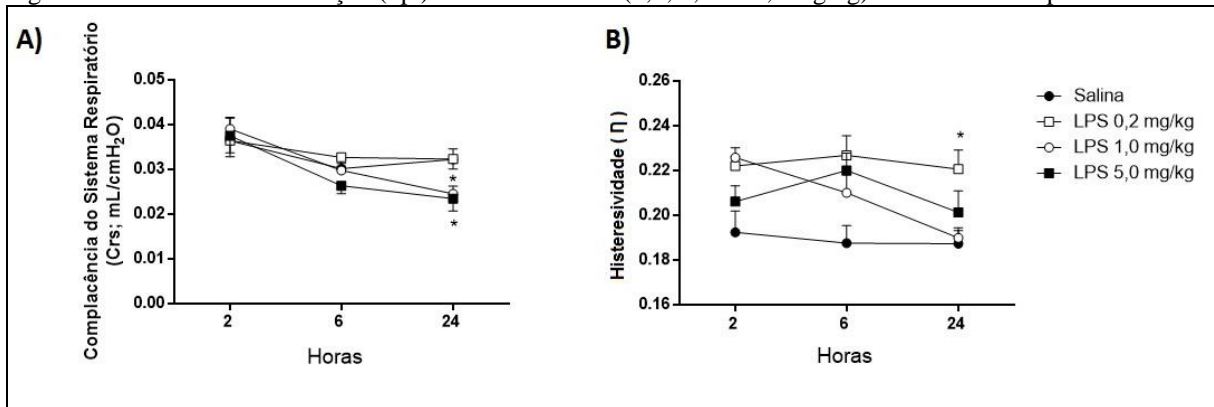 A)
Complacência do Sistema Respiratório
(Crs; mL/cmH₂O)
0.05
0.04
0.03
0.02
0.01
0.00
*
*
2 6 24
Horas
B)
Histeresividade (η)
0.26
0.24
0.22
0.20
0.18
0.16
*
2 6 24
Horas
Salina
LPS 0,2 mg/kg
LPS 1,0 mg/kg
LPS 5,0 mg/kg